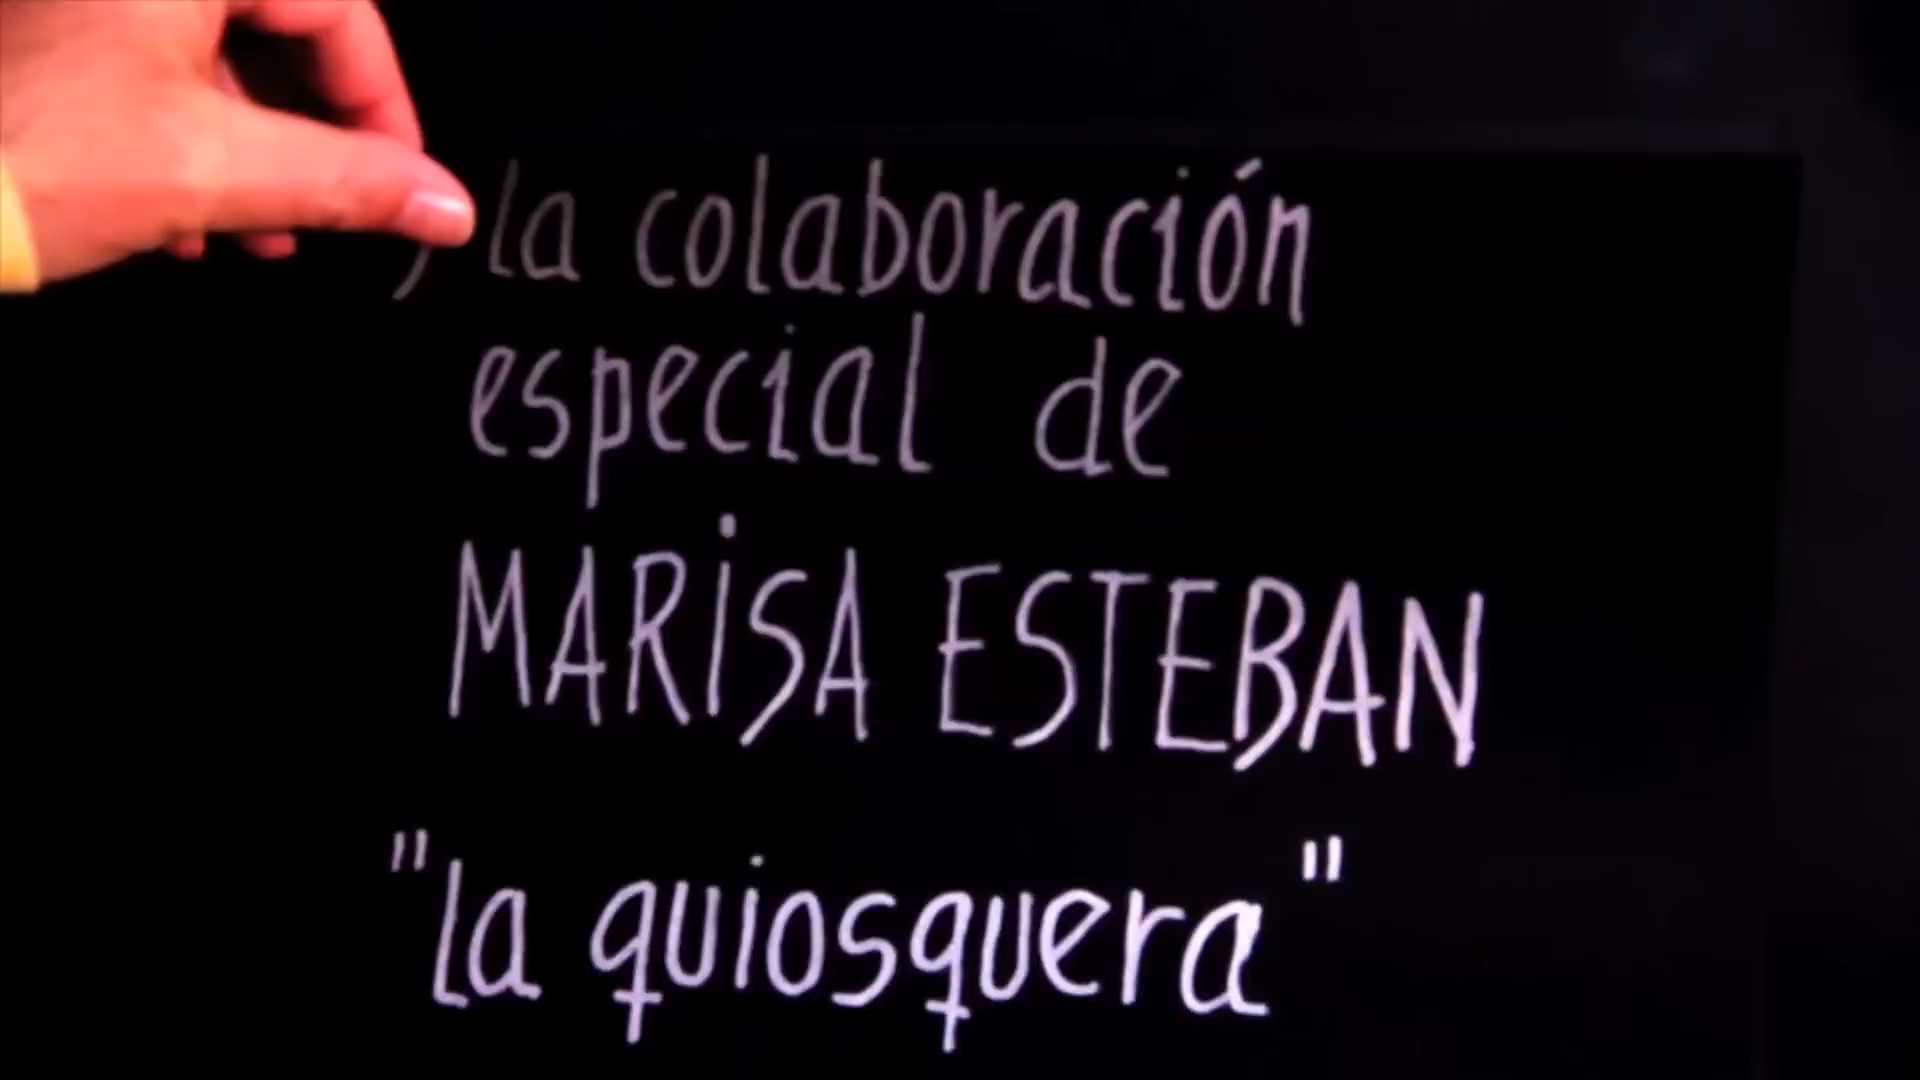 la colaboración
especial de
MARiSA ESTEBAN
"la quiosquera"